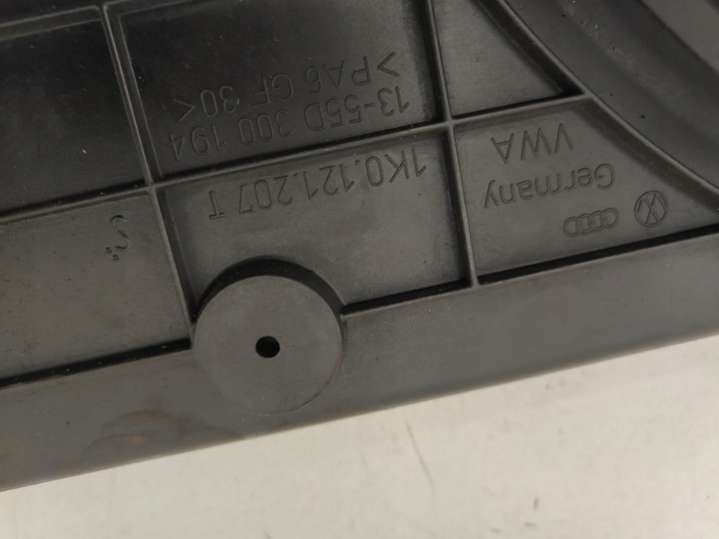 VWA
Germany
1K0.121.207 T
13-55D 300 194
>PA6 GF 30<